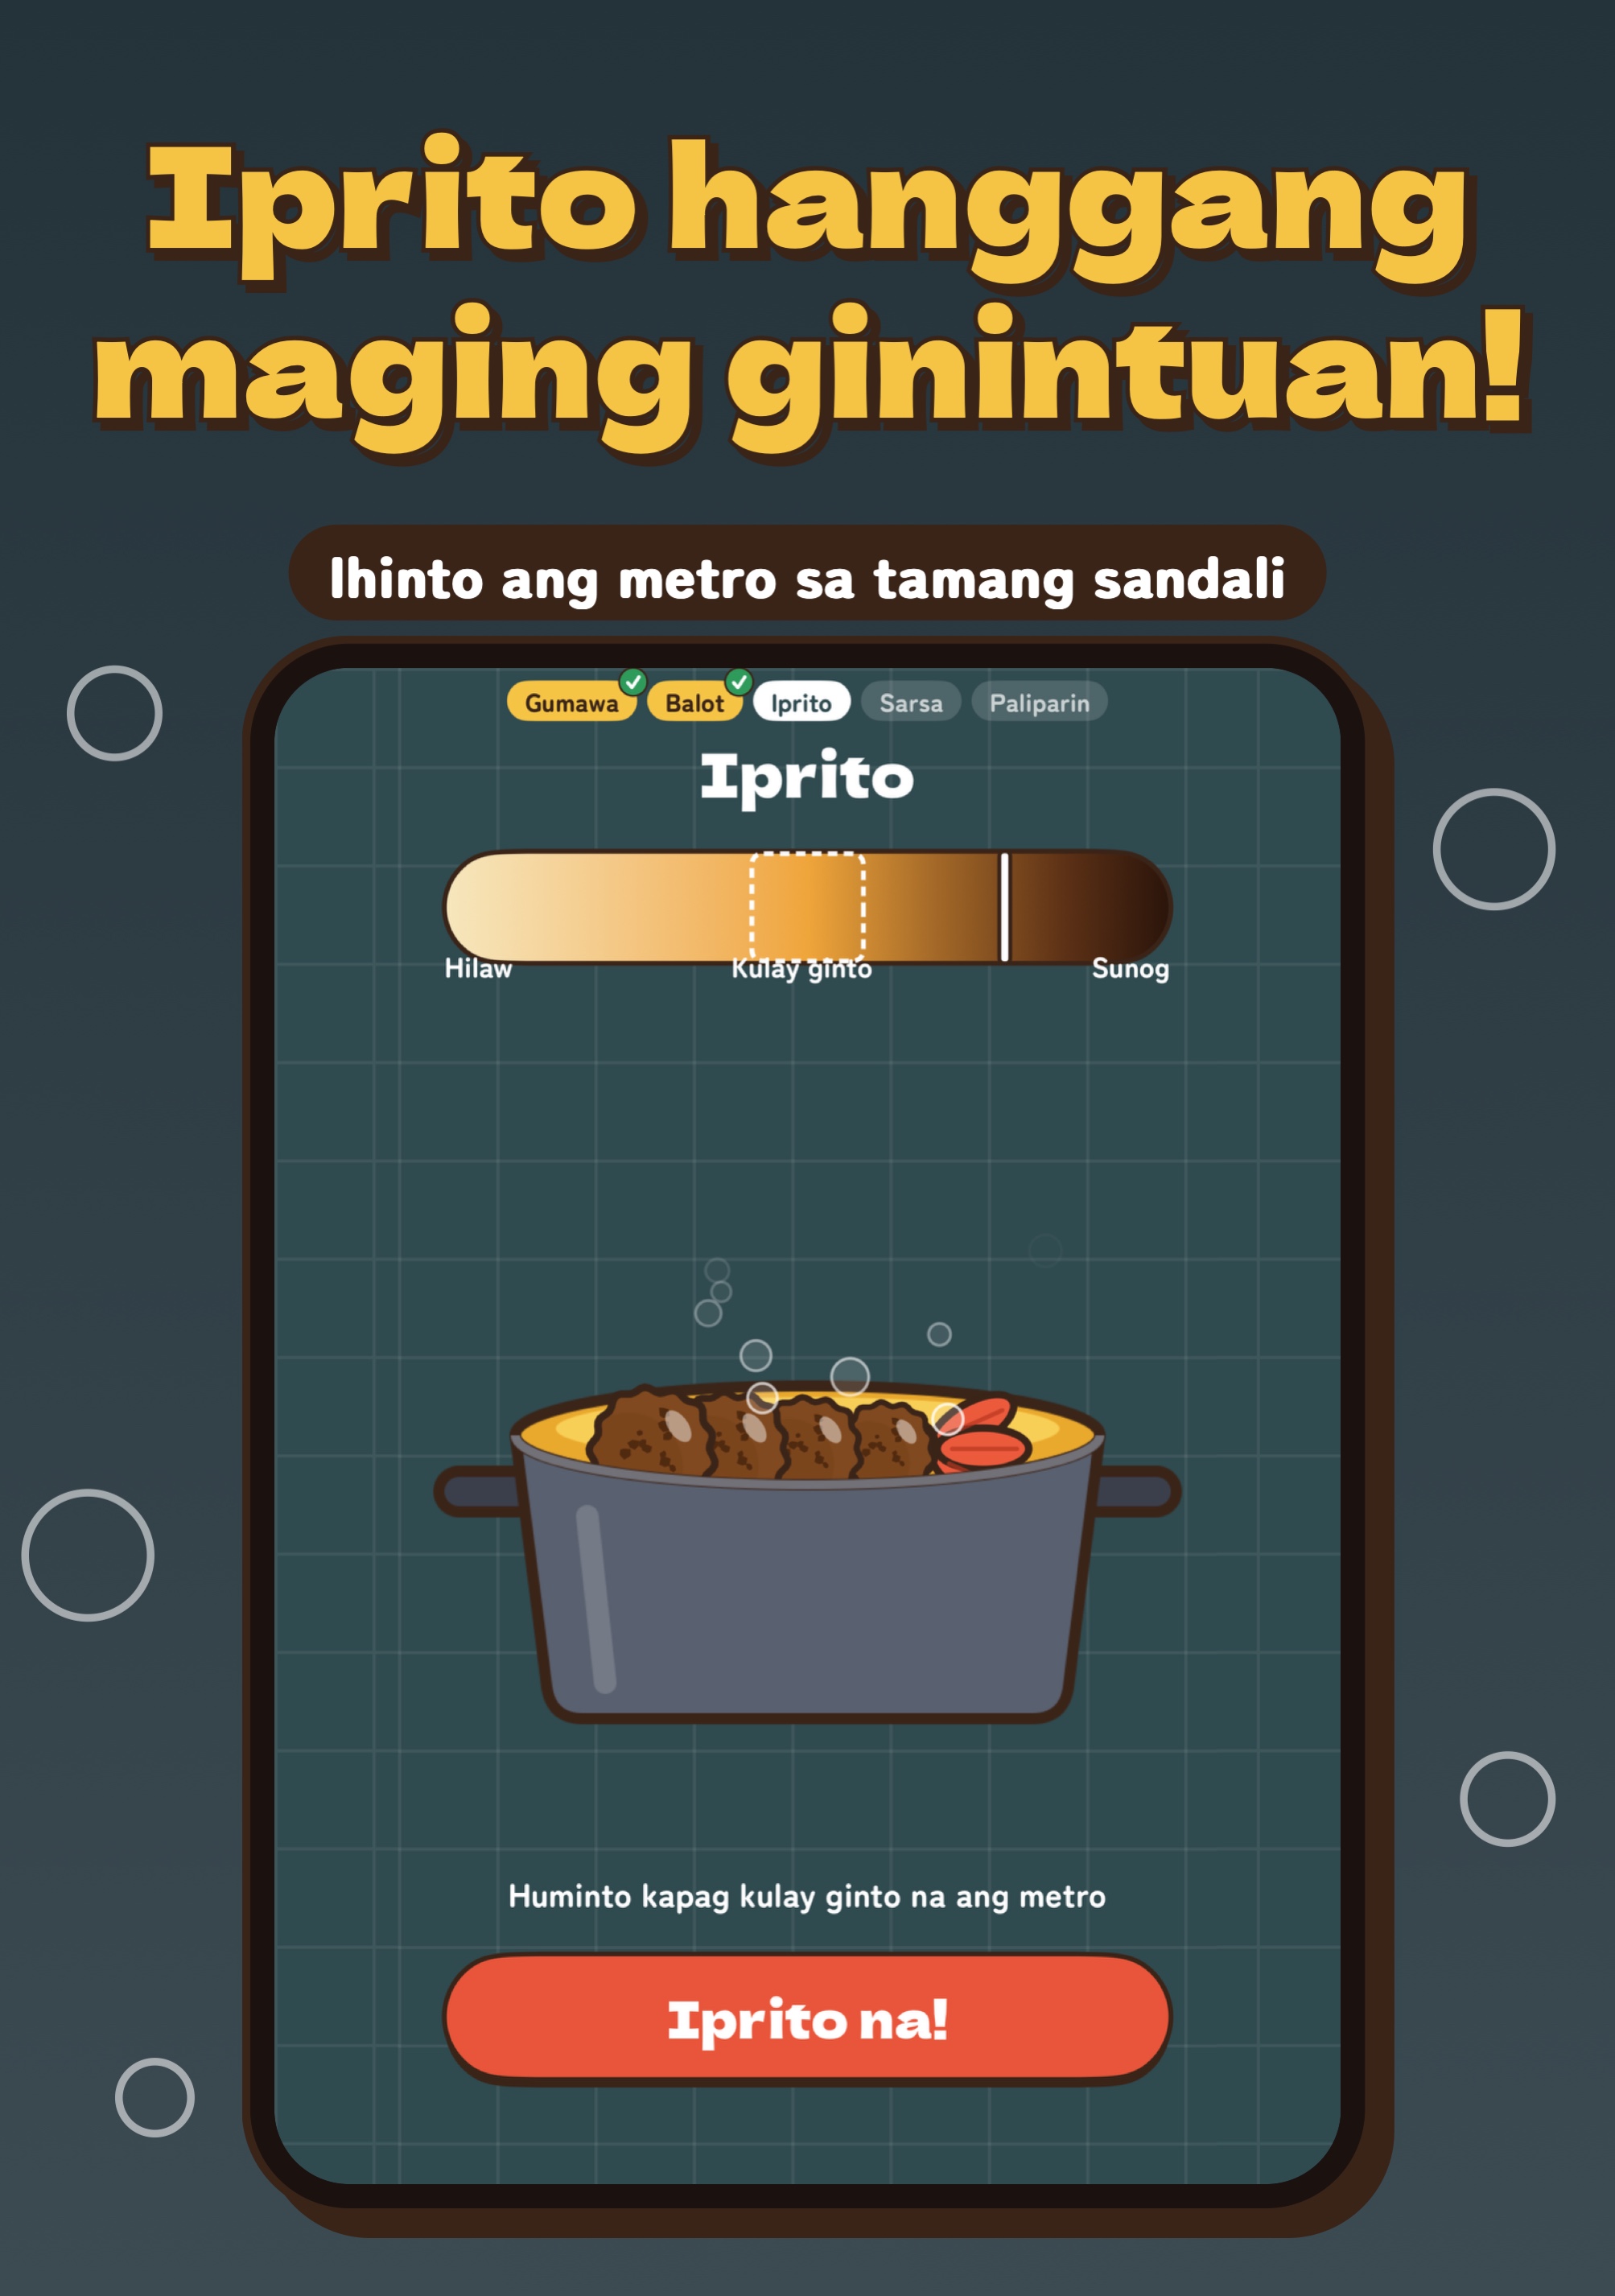 Iprito hanggang
maging ginintuan!
Ihinto ang metro sa tamang sandali
Gumawa Balot Iprito Sarsa Paliparin
Iprito
Hilaw Kulay ginto Sunog
Huminto kapag kulay ginto na ang metro
Iprito na!